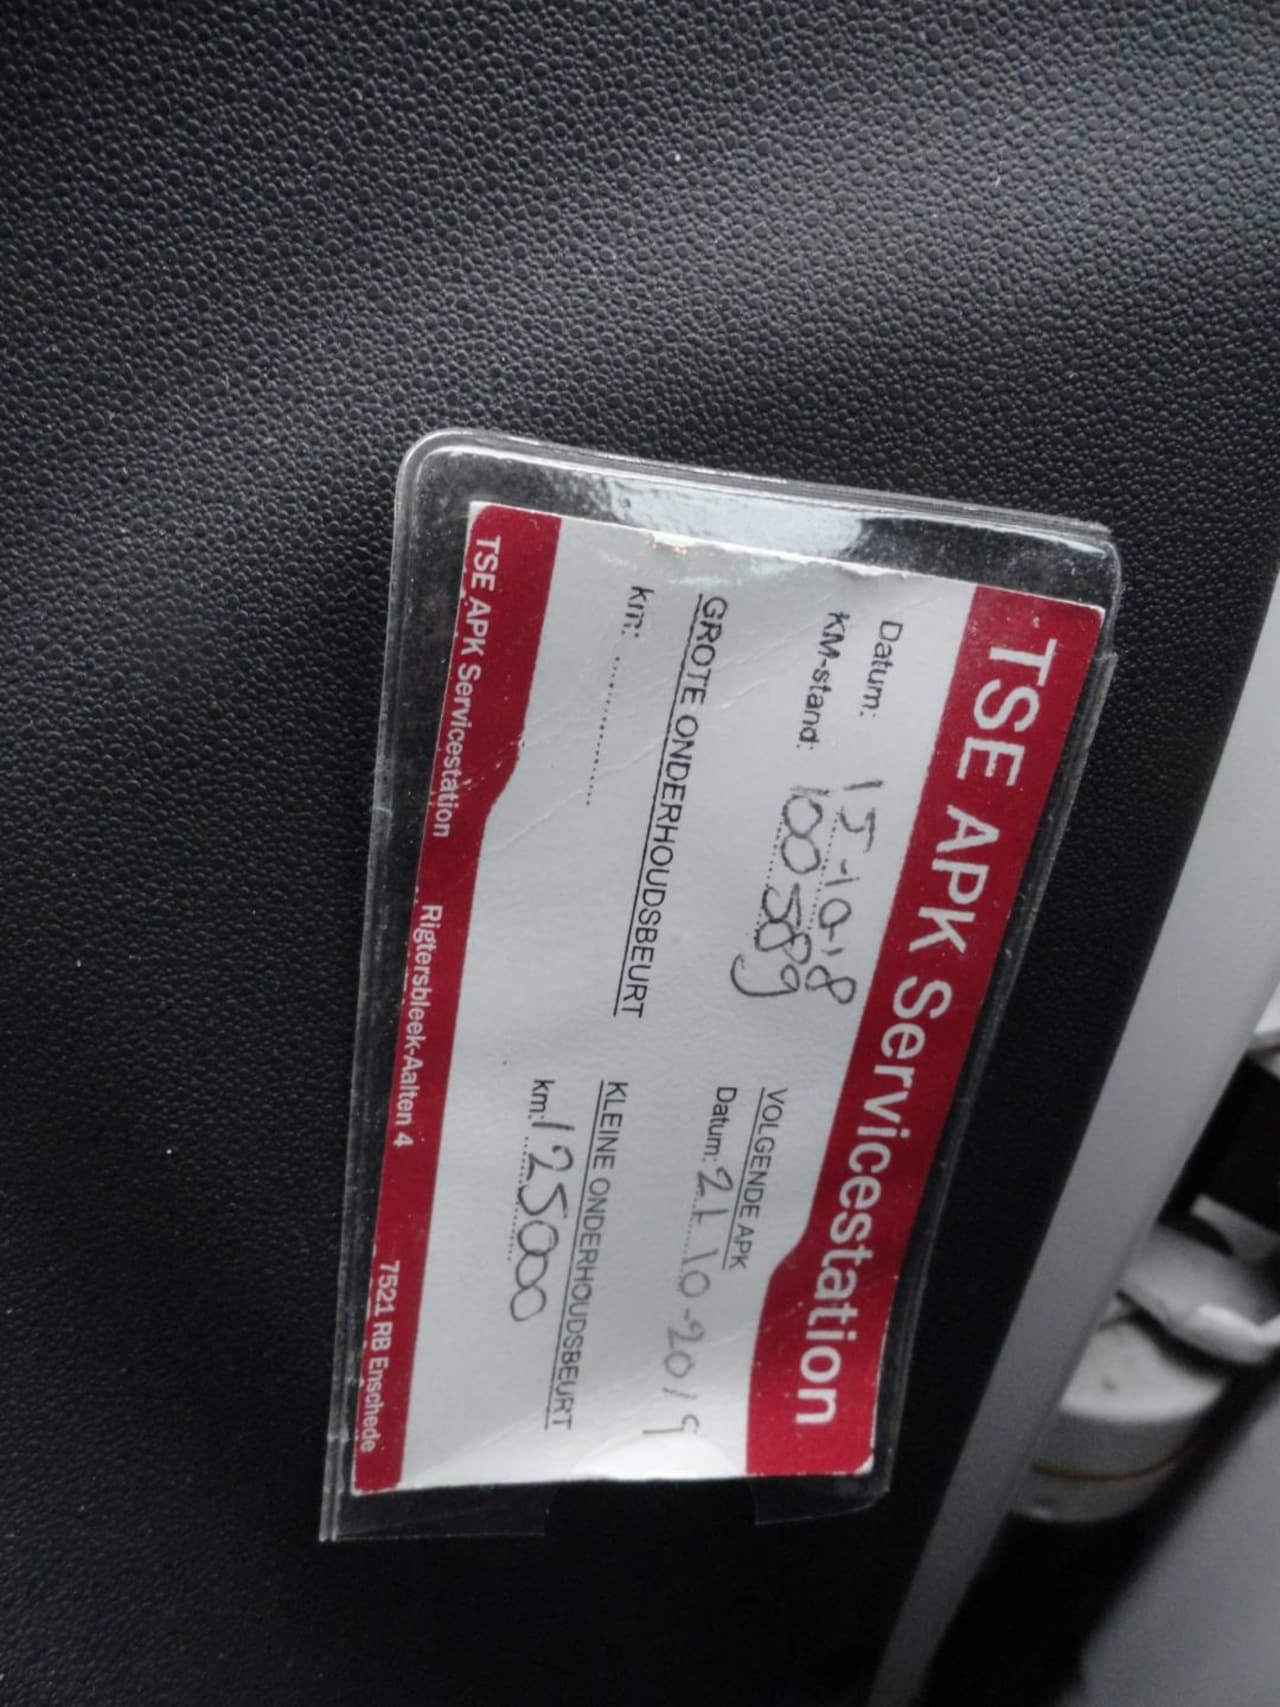 TSE APK Servicestation
Datum: 15-10-18
KM-stand: 100589
VOLGENDE APK
Datum: 21-10-2019
GROTE ONDERHOUDSBEURT
km: ..............
KLEINE ONDERHOUDSBEURT
km: 125000
TSE APK Servicestation Rigtersbleek-Aalten 4 7521 RB Enschede